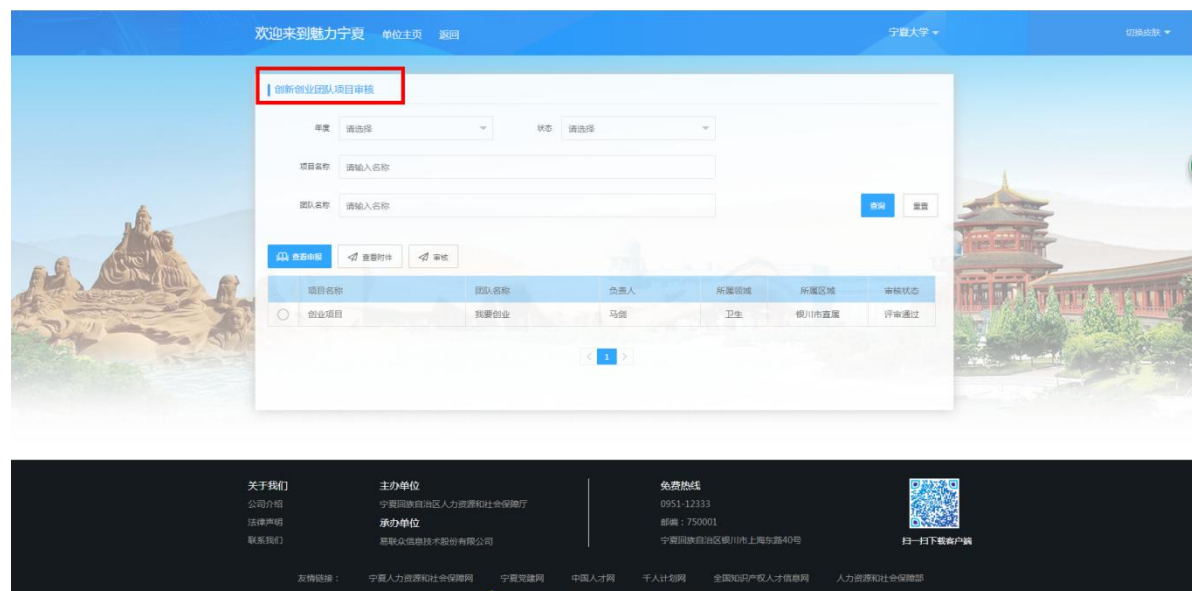 欢迎来到魅力宁夏 单位主页 返回 宁夏大学 切换皮肤
创新创业团队项目审核
年度 请选择 状态 请选择
项目名称 请输入名称
团队名称 请输入名称 查询 重置
查看申报 查看附件 审核
项目名称 团队名称 负责人 所属领域 所属区域 审核状态
创业项目 我要创业 马剑 卫生 银川市直属 评审通过
< 1 >
关于我们 主办单位 免费热线
公司介绍 宁夏回族自治区人力资源和社会保障厅 0951-12333
法律声明 承办单位 邮编：750001
联系我们 易联众信息技术股份有限公司 宁夏回族自治区银川市上海东路40号 扫一扫下载客户端
友情链接： 宁夏人力资源和社会保障网 宁夏党建网 中国人才网 千人计划网 全国知识产权人才信息网 人力资源和社会保障部